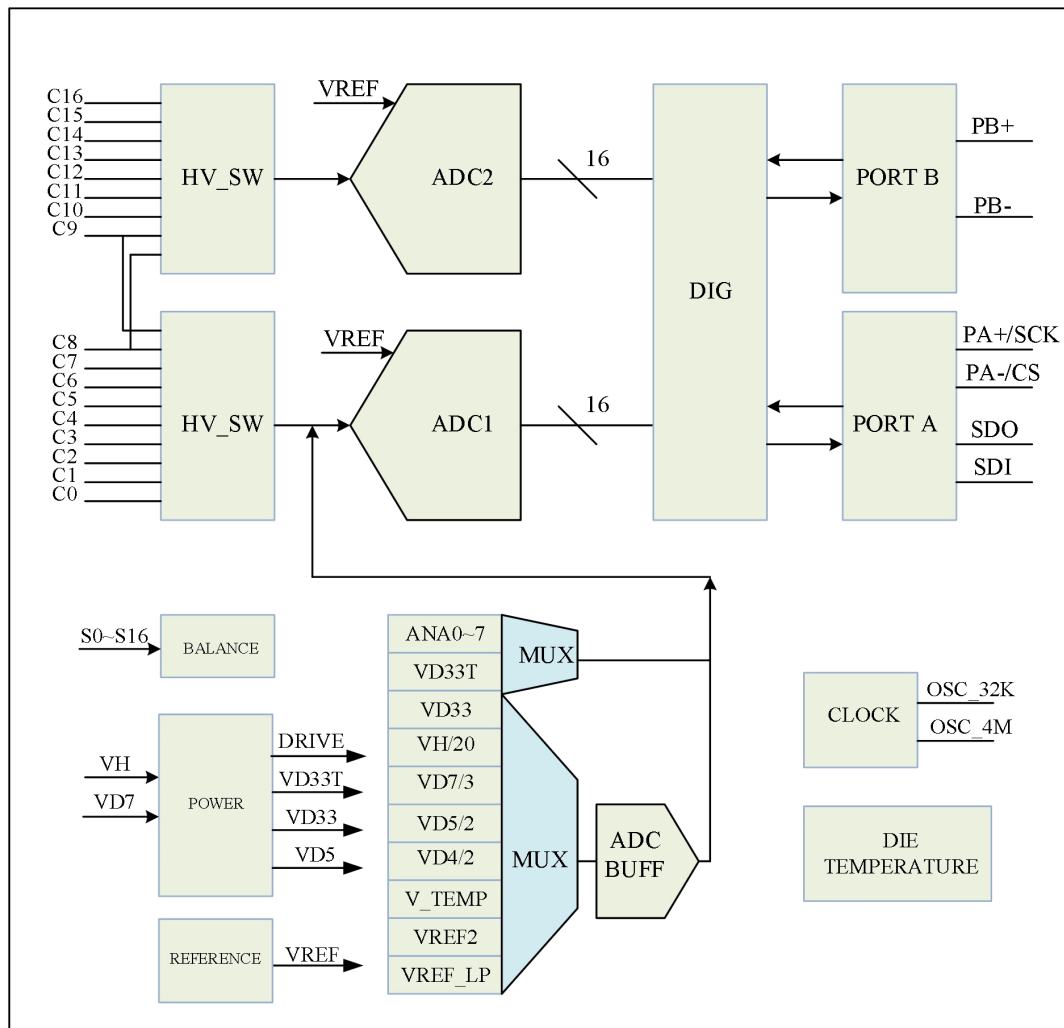 C16
C15
C14
C13
C12
C11
C10
C9
HV_SW
VREF
ADC2
16
DIG
PORT B
PB+
PB-
C8
C7
C6
C5
C4
C3
C2
C1
C0
HV_SW
VREF
ADC1
16
PORT A
PA+/SCK
PA-/CS
SDO
SDI
S0~S16
BALANCE
VH
VD7
POWER
DRIVE
VD33T
VD33
VD5
REFERENCE
VREF
ANA0~7
VD33T
VD33
VH/20
VD7/3
VD5/2
VD4/2
V_TEMP
VREF2
VREF_LP
MUX
MUX
ADC
BUFF
CLOCK
OSC_32K
OSC_4M
DIE
TEMPERATURE